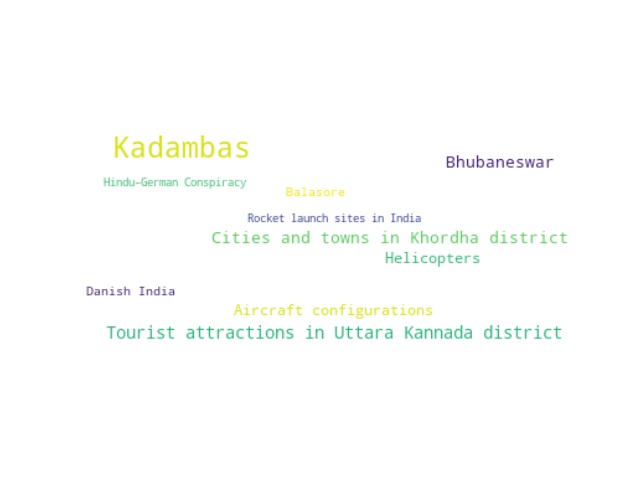 Kadambas
Bhubaneswar
Hindu-German Conspiracy
Balasore
Rocket launch sites in India
Cities and towns in Khordha district
Helicopters
Danish India
Aircraft configurations
Tourist attractions in Uttara Kannada district